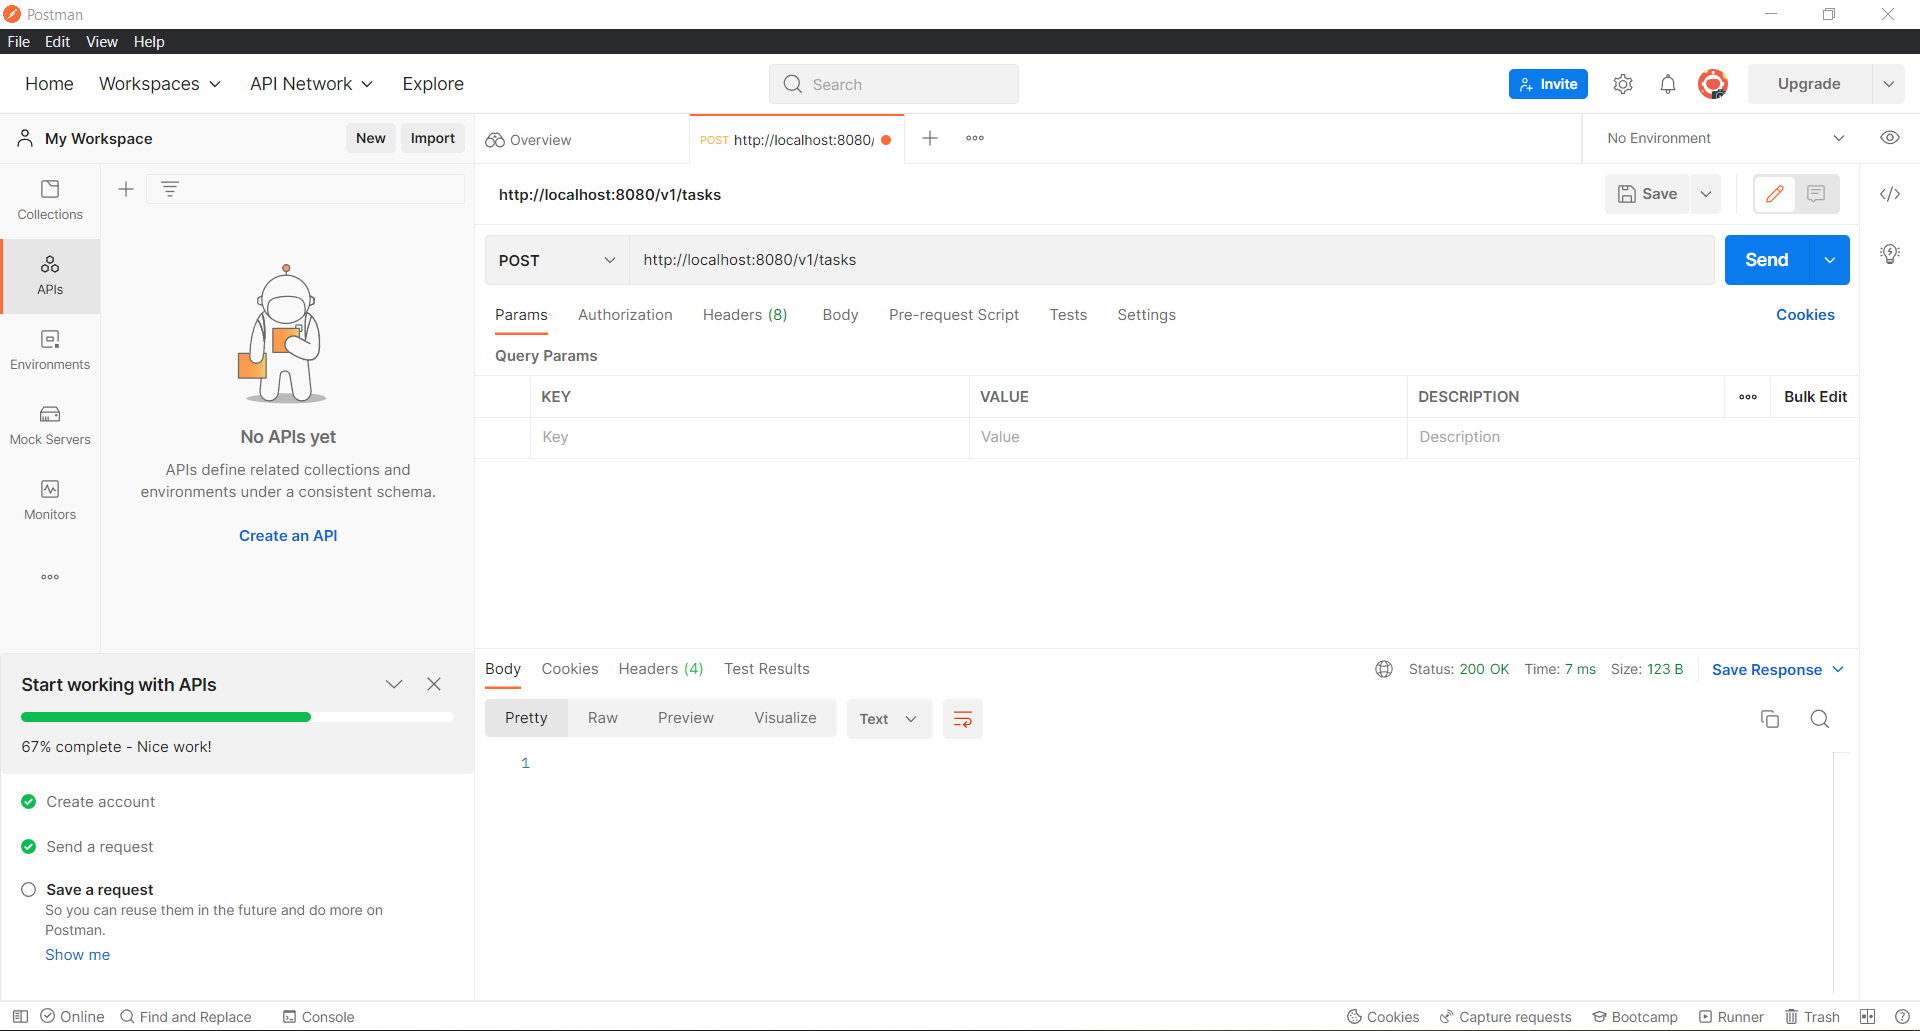 Postman
File Edit View Help
Home Workspaces API Network Explore Search Invite Upgrade
My Workspace New Import
Overview POST http://localhost:8080/ No Environment
Collections
APIs
Environments
Mock Servers
Monitors
No APIs yet
APIs define related collections and
environments under a consistent schema.
Create an API
Start working with APIs
67% complete - Nice work!
Create account
Send a request
Save a request
So you can reuse them in the future and do more on
Postman.
Show me
http://localhost:8080/v1/tasks Save
POST http://localhost:8080/v1/tasks Send
Params Authorization Headers (8) Body Pre-request Script Tests Settings Cookies
Query Params
KEY VALUE DESCRIPTION Bulk Edit
Key Value Description
Body Cookies Headers (4) Test Results Status: 200 OK Time: 7 ms Size: 123 B Save Response
Pretty Raw Preview Visualize Text
1
Online Find and Replace Console Cookies Capture requests Bootcamp Runner Trash